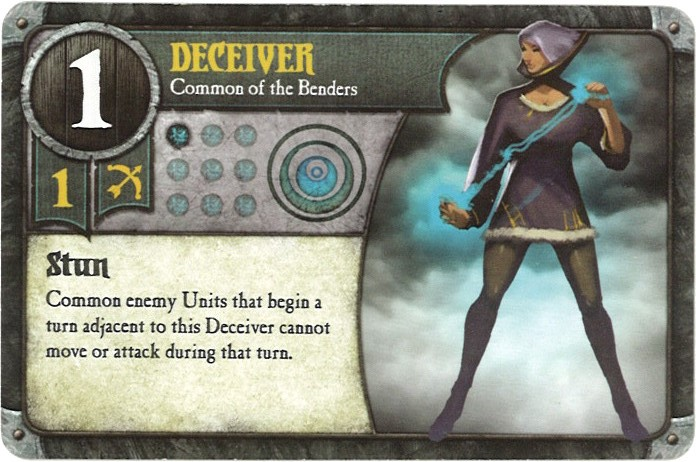 1
DECEIVER
Common of the Benders
1
Stun
Common enemy Units that begin a
turn adjacent to this Deceiver cannot
move or attack during that turn.